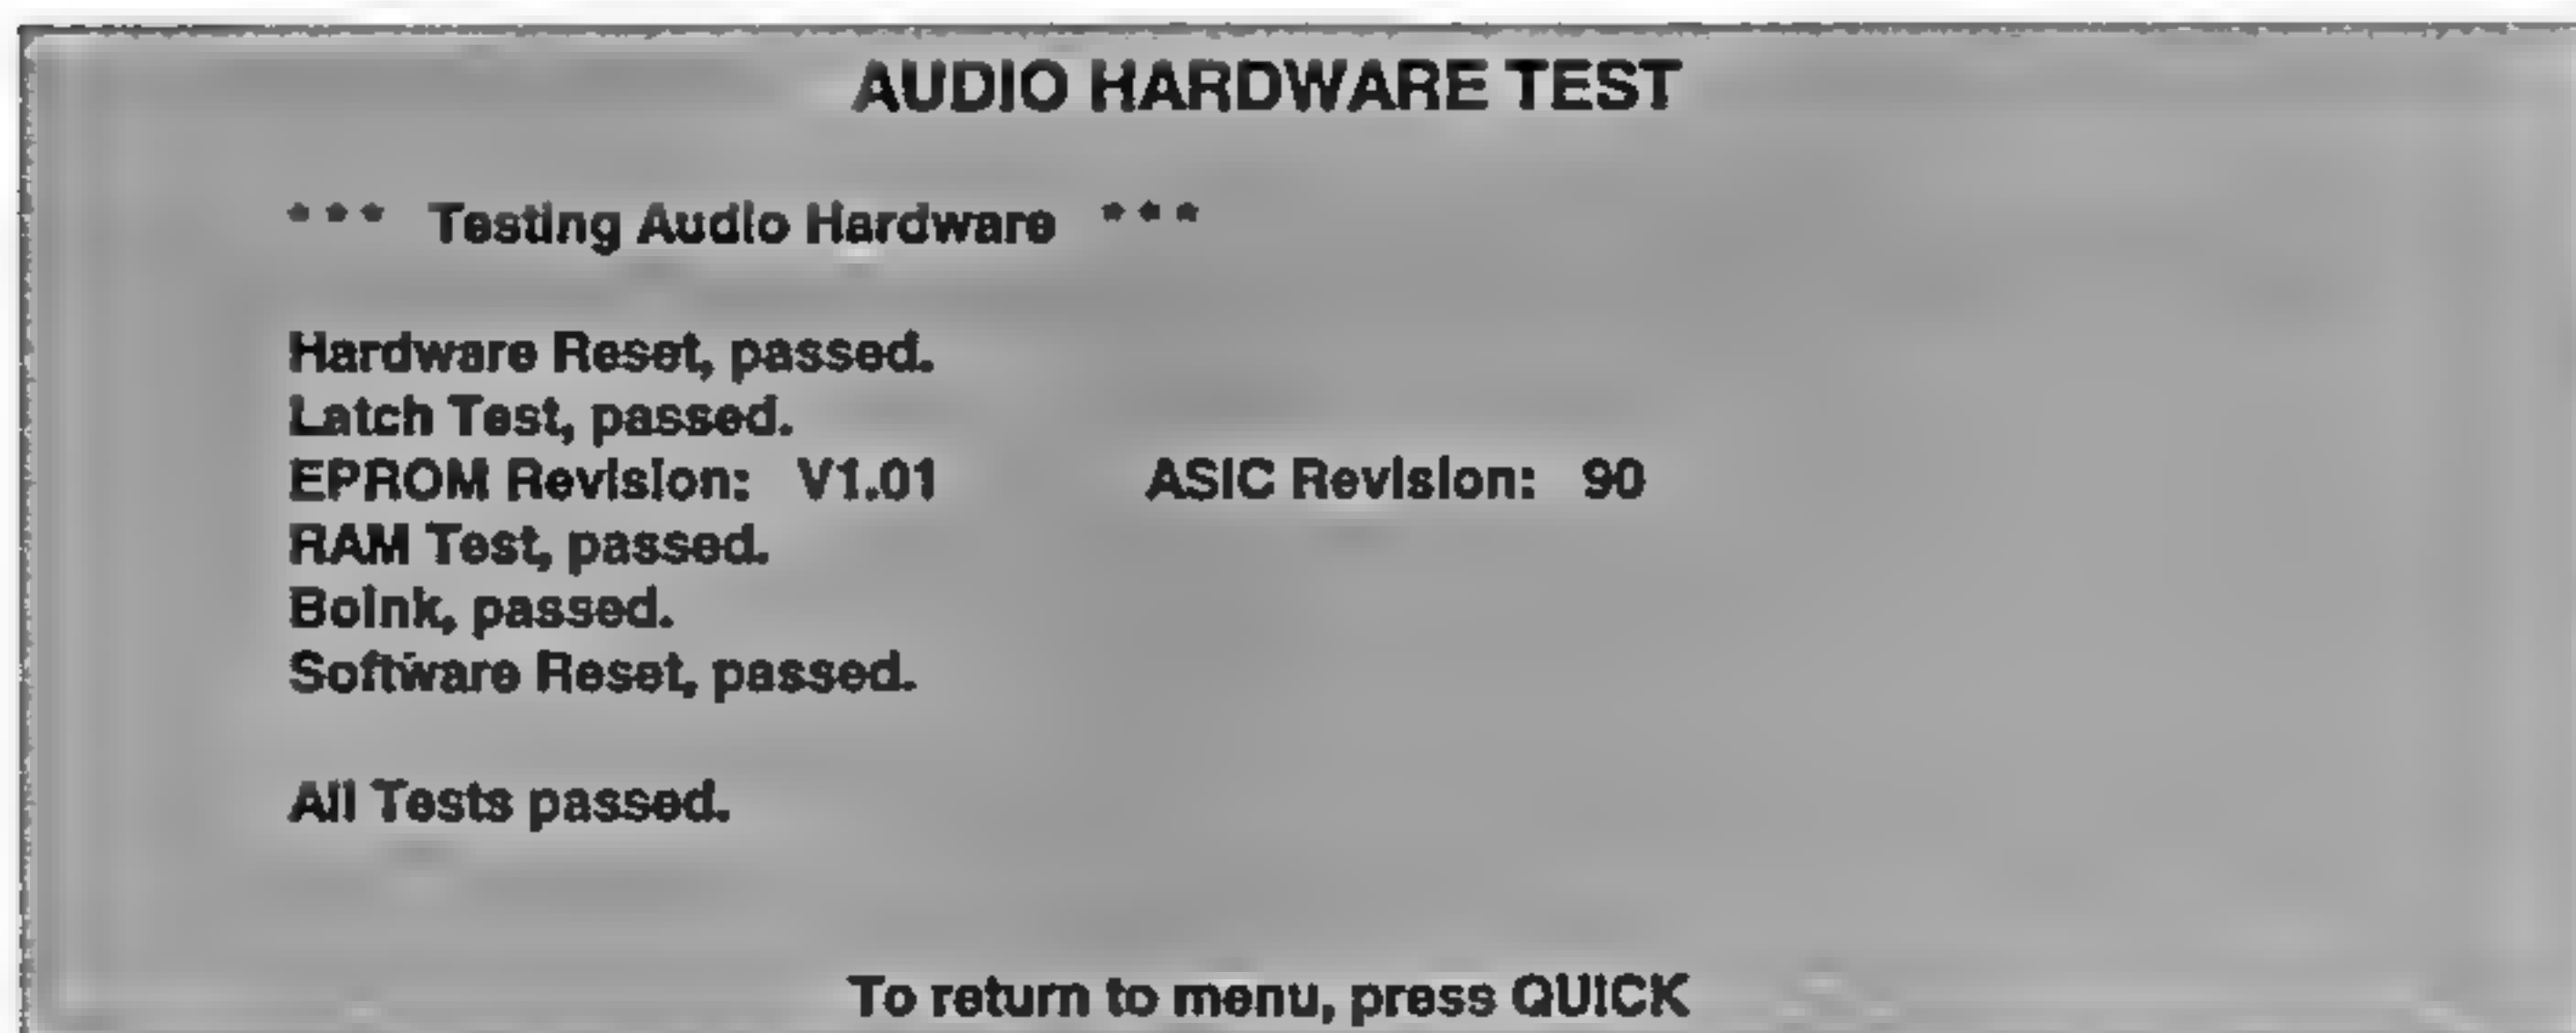 AUDIO HARDWARE TEST
*** Testing Audio Hardware ***
Hardware Reset, passed.
Latch Test, passed.
EPROM Revision: V1.01 ASIC Revision: 90
RAM Test, passed.
Boink, passed.
Software Reset, passed.
All Tests passed.
To return to menu, press QUICK